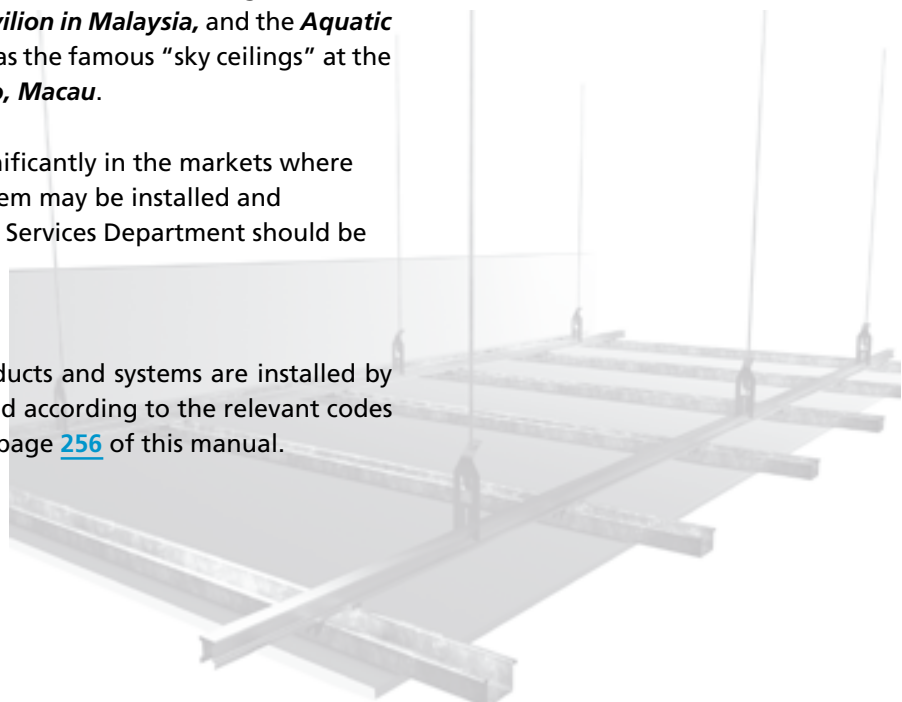 vilion in Malaysia, and the Aquatic
as the famous “sky ceilings” at the
o, Macau.
nificantly in the markets where
em may be installed and
Services Department should be
ducts and systems are installed by
d according to the relevant codes
page 256 of this manual.